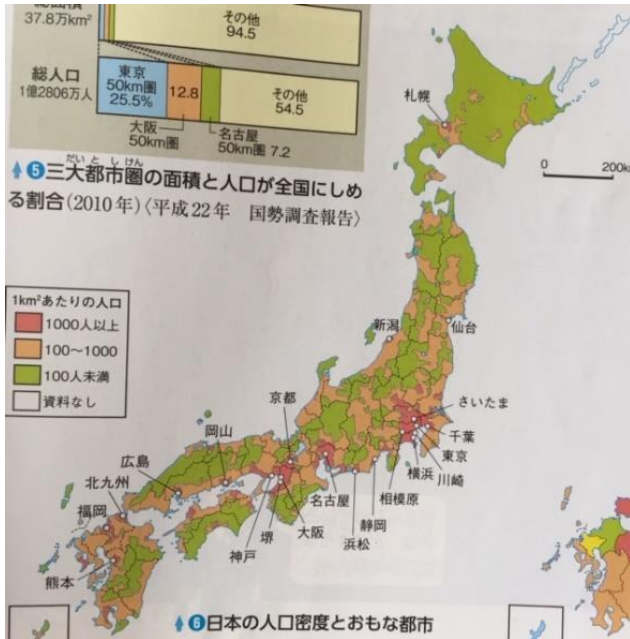 37.8万km²
その他
94.5
総人口
1億2806万人
東京
50km圏
25.5%
12.8
その他
54.5
大阪
50km圏
名古屋
50km圏 7.2
だいとしけん
5三大都市圏の面積と人口が全国にしめ
る割合(2010年)〈平成22年 国勢調査報告〉
札幌
0 200k
1km²あたりの人口
1000人以上
100〜1000
100人未満
資料なし
新潟
仙台
京都
さいたま
岡山
千葉
広島
東京
北九州
横浜
川崎
福岡
名古屋
相模原
静岡
大阪
浜松
堺
神戸
熊本
6日本の人口密度とおもな都市